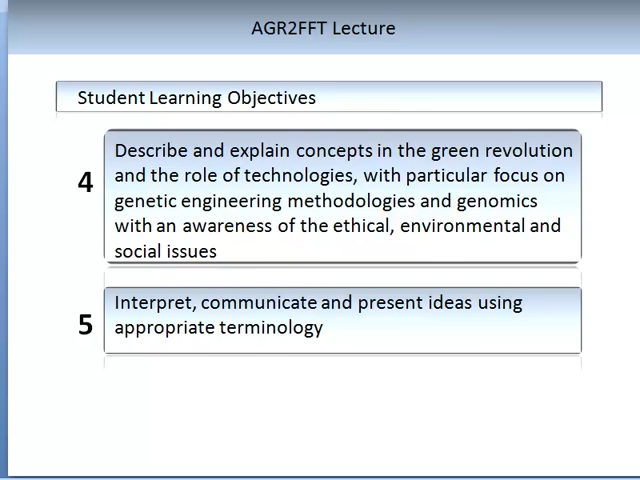 AGR2FFT Lecture
Student Learning Objectives
4
Describe and explain concepts in the green revolution
and the role of technologies, with particular focus on
genetic engineering methodologies and genomics
with an awareness of the ethical, environmental and
social issues
5
Interpret, communicate and present ideas using
appropriate terminology